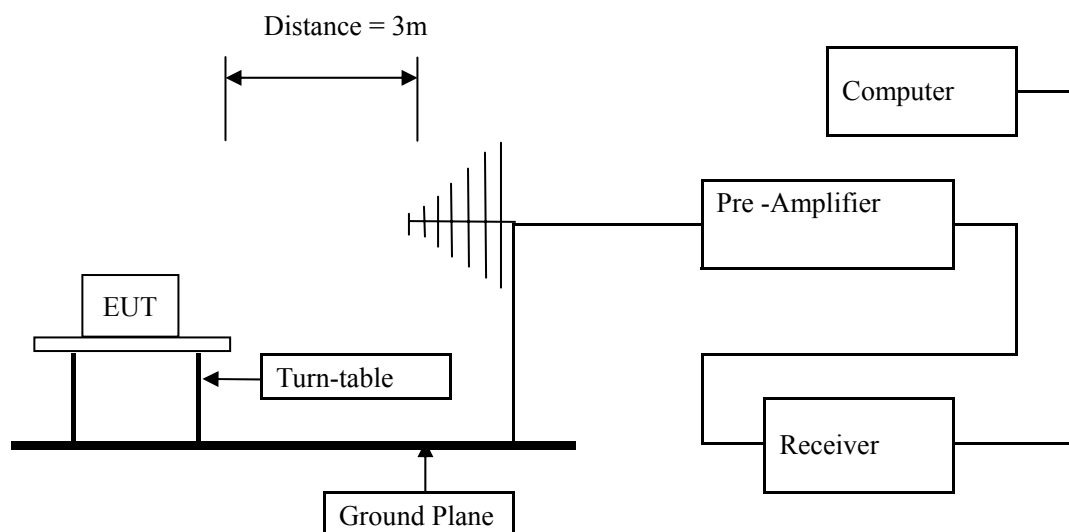 Distance = 3m
Computer
Pre -Amplifier
EUT
Turn-table
Receiver
Ground Plane